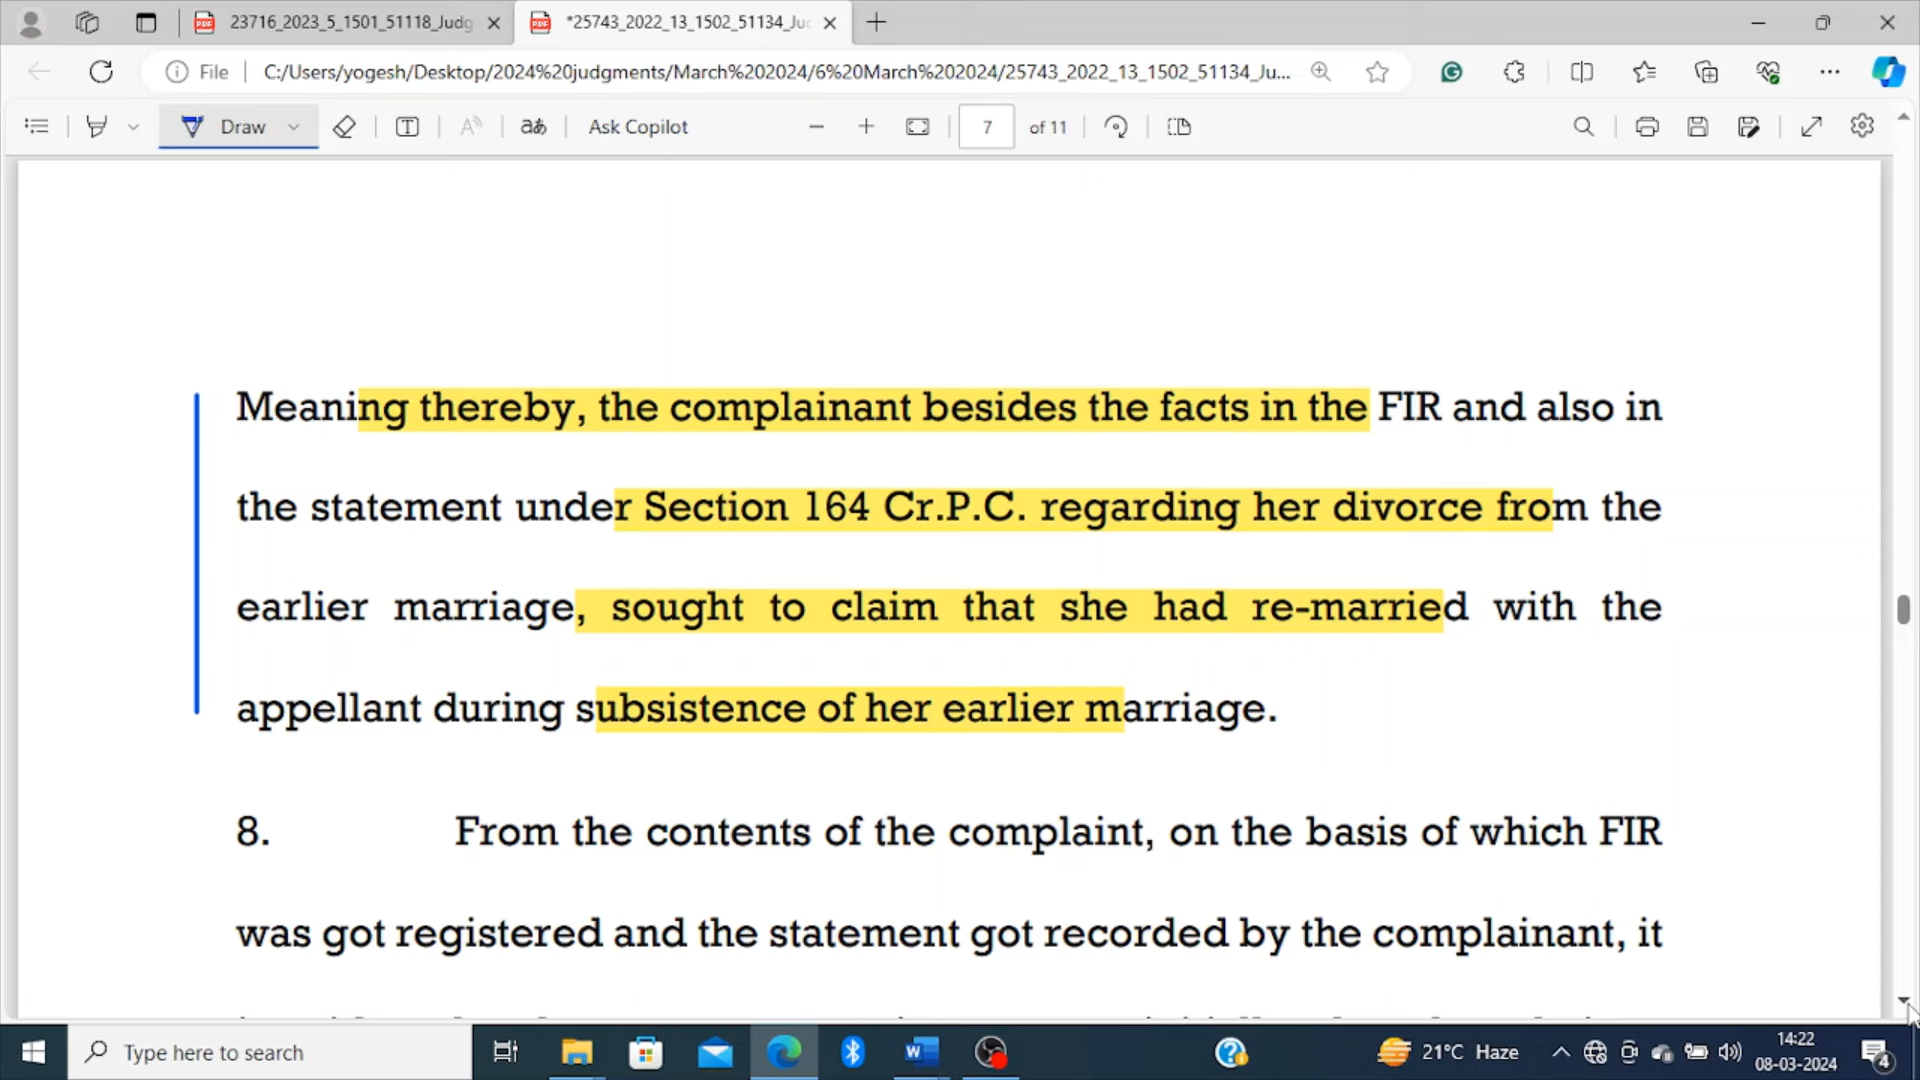 23716_2023_5_1501_51118_Judg
*25743_2022_13_1502_51134_Ju
File
C:/Users/yogesh/Desktop/2024%20judgments/March%202024/6%20March%202024/25743_2022_13_1502_51134_Ju...
Draw
Ask Copilot
7 of 11
Meaning thereby, the complainant besides the facts in the FIR and also in
the statement under Section 164 Cr.P.C. regarding her divorce from the
earlier marriage, sought to claim that she had re-married with the
appellant during subsistence of her earlier marriage.
8. From the contents of the complaint, on the basis of which FIR
was got registered and the statement got recorded by the complainant, it
Type here to search
21°C Haze
14:22
08-03-2024
4